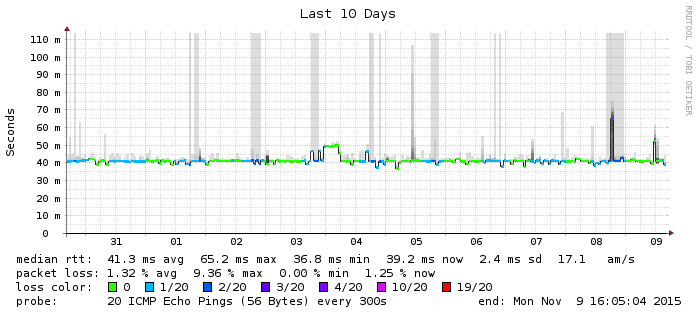 Last 10 Days
RRDTOOL / TOBI OETIKER
Seconds
110 m
100 m
90 m
80 m
70 m
60 m
50 m
40 m
30 m
20 m
10 m
0
31 01 02 03 04 05 06 07 08 09
median rtt: 41.3 ms avg 65.2 ms max 36.8 ms min 39.2 ms now 2.4 ms sd 17.1 am/s
packet loss: 1.32 % avg 9.36 % max 0.00 % min 1.25 % now
loss color: 0 1/20 2/20 3/20 4/20 10/20 19/20
probe: 20 ICMP Echo Pings (56 Bytes) every 300s end: Mon Nov 9 16:05:04 2015